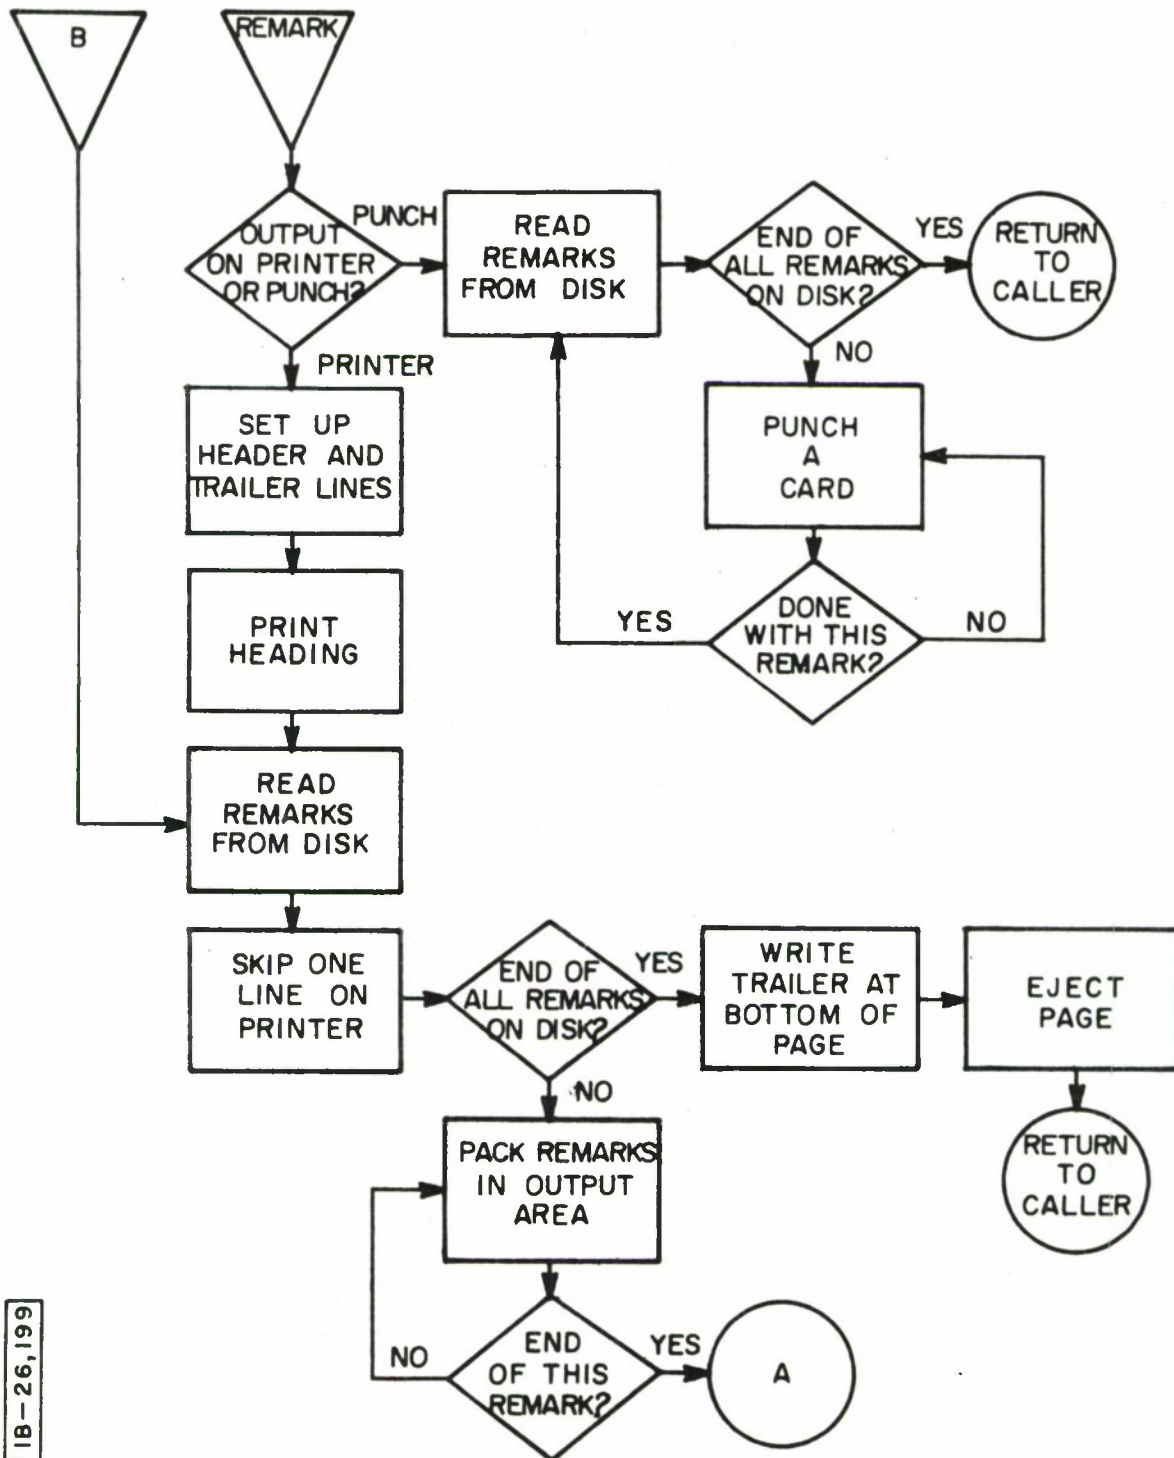 B
REMARK
OUTPUT
ON PRINTER
OR PUNCH?
PUNCH
READ
REMARKS
FROM DISK
END OF
ALL REMARKS
ON DISK?
YES
RETURN
TO
CALLER
NO
PUNCH
A
CARD
DONE
WITH THIS
REMARK?
YES
NO
PRINTER
SET UP
HEADER AND
TRAILER LINES
PRINT
HEADING
READ
REMARKS
FROM DISK
SKIP ONE
LINE ON
PRINTER
END OF
ALL REMARKS
ON DISK?
YES
WRITE
TRAILER AT
BOTTOM OF
PAGE
EJECT
PAGE
RETURN
TO
CALLER
NO
PACK REMARKS
IN OUTPUT
AREA
END
OF THIS
REMARK?
NO
YES
A
IB-26,199